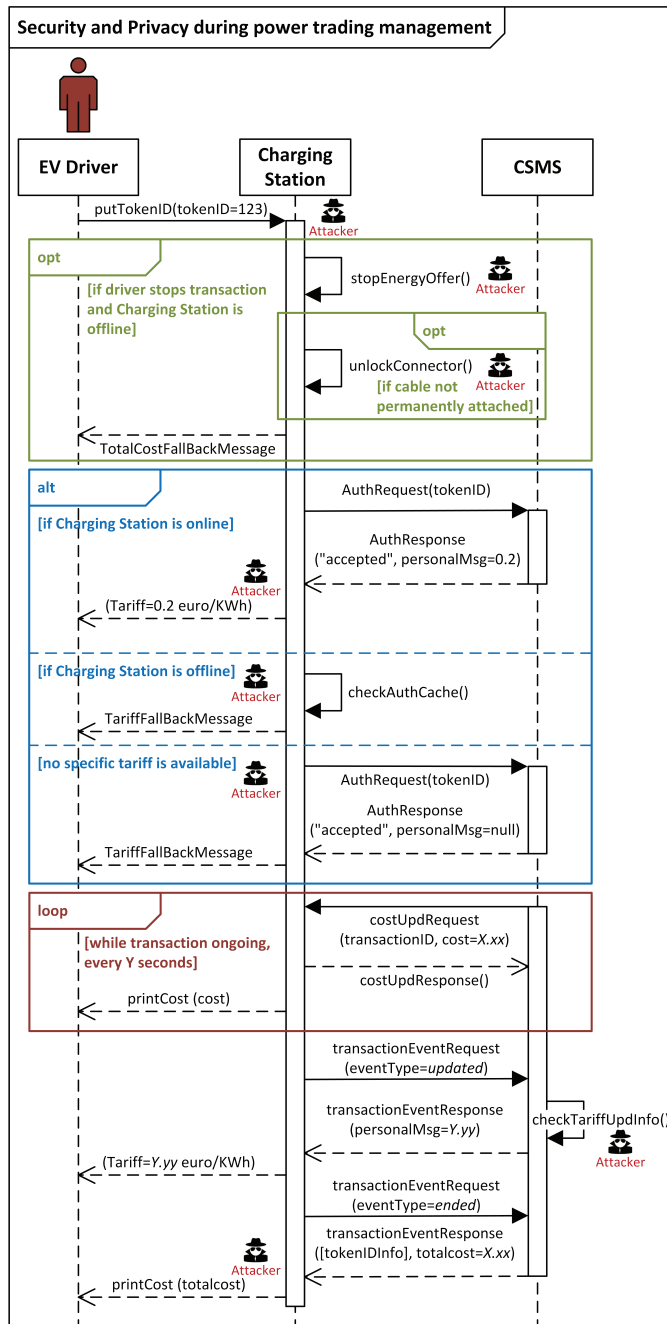 Security and Privacy during power trading management
EV Driver
Charging
Station
CSMS
putTokenID(tokenID=123)
Attacker
opt
[if driver stops transaction
and Charging Station is
offline]
stopEnergyOffer()
Attacker
opt
unlockConnector()
Attacker
[if cable not
permanently attached]
TotalCostFallBackMessage
alt
[if Charging Station is online]
AuthRequest(tokenID)
AuthResponse
("accepted", personalMsg=0.2)
Attacker
(Tariff=0.2 euro/KWh)
[if Charging Station is offline]
Attacker
checkAuthCache()
TariffFallBackMessage
[no specific tariff is available]
Attacker
AuthRequest(tokenID)
AuthResponse
("accepted", personalMsg=null)
TariffFallBackMessage
loop
[while transaction ongoing,
every Y seconds]
costUpdRequest
(transactionID, cost=X.xx)
costUpdResponse()
printCost (cost)
transactionEventRequest
(eventType=updated)
checkTariffUpdInfo()
Attacker
transactionEventResponse
(personalMsg=Y.yy)
(Tariff=Y.yy euro/KWh)
transactionEventRequest
(eventType=ended)
transactionEventResponse
([tokenIDInfo], totalcost=X.xx)
Attacker
printCost (totalcost)